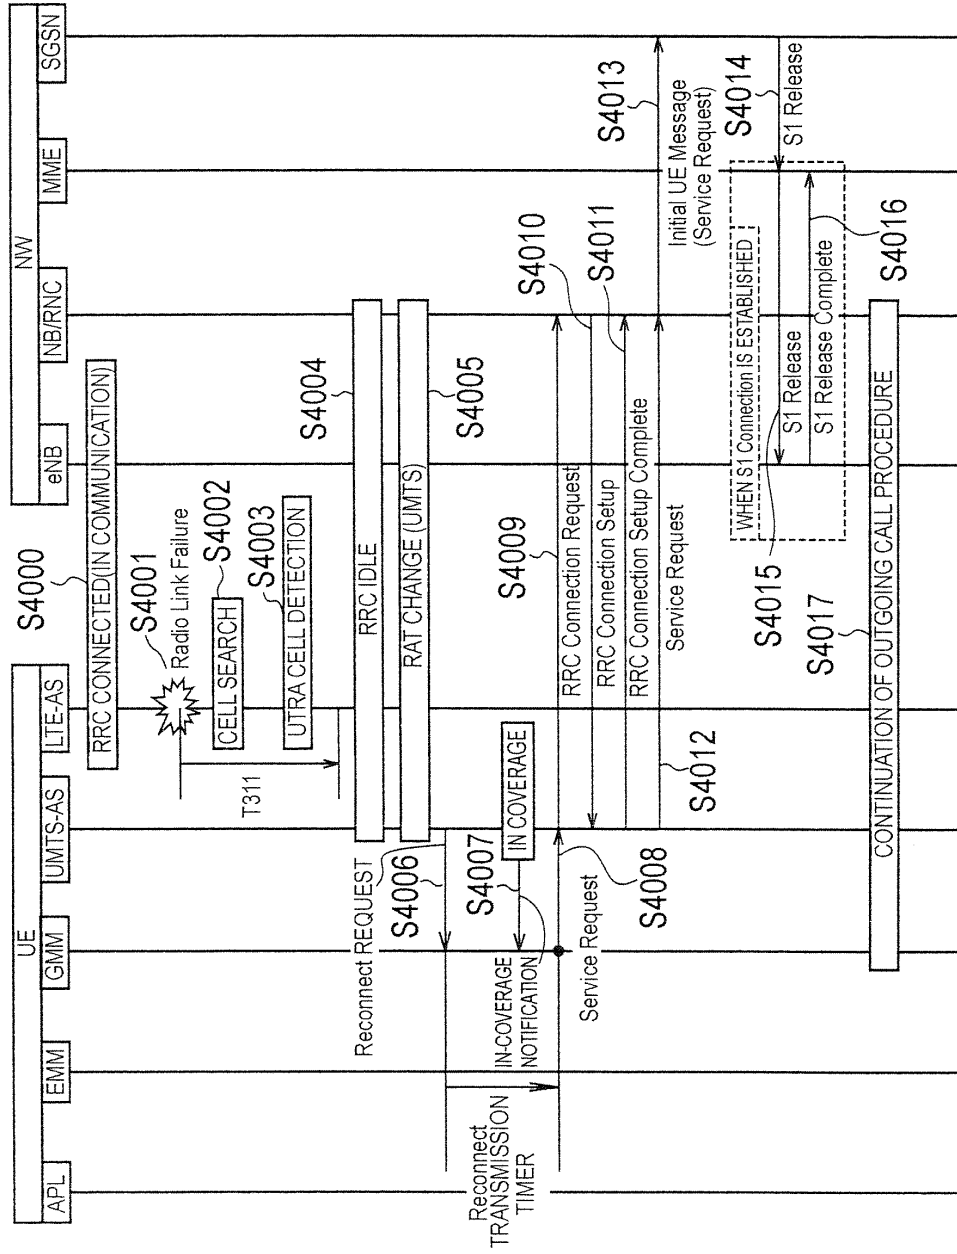 UE
NW
APL
EMM
GMM
UMTS-AS
LTE-AS
eNB
NB/RNC
MME
SGSN
S4000
RRC CONNECTED(IN COMMUNICATION)
S4001
Radio Link Failure
CELL SEARCH
S4002
S4003
UTRA CELL DETECTION
T311
S4004
RRC IDLE
RAT CHANGE (UMTS)
S4005
Reconnect REQUEST
S4006
Reconnect
TRANSMISSION
TIMER
IN COVERAGE
S4007
IN-COVERAGE
NOTIFICATION
Service Request
S4008
S4009
RRC Connection Request
S4010
RRC Connection Setup
S4011
RRC Connection Setup Complete
S4012
Service Request
S4013
Initial UE Message
(Service Request)
S4014
S1 Release
WHEN S1 Connection IS ESTABLISHED
S4015
S1 Release
S1 Release Complete
S4016
S4017
CONTINUATION OF OUTGOING CALL PROCEDURE